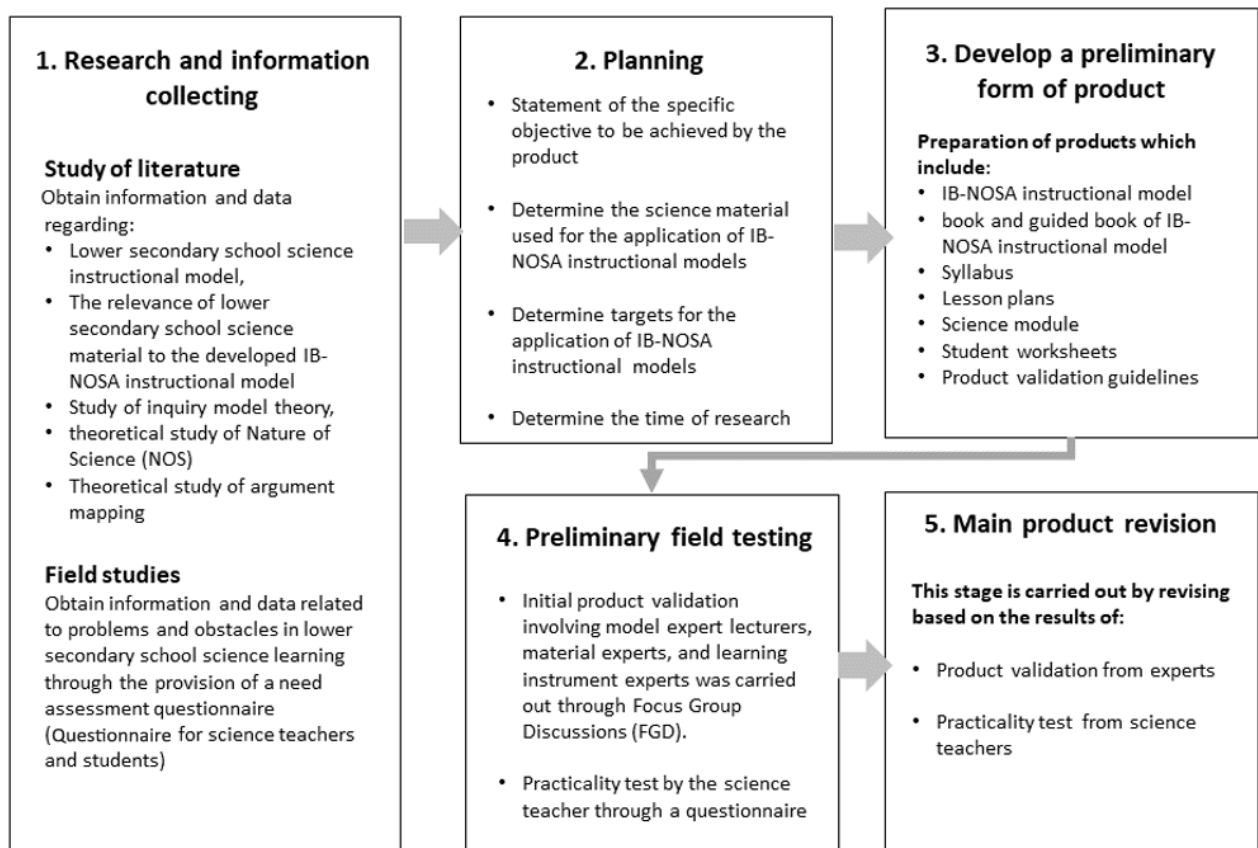 1. Research and information
collecting
Study of literature
Obtain information and data
regarding:
• Lower secondary school science
instructional model,
• The relevance of lower
secondary school science
material to the developed IB-
NOSA instructional model
• Study of inquiry model theory,
• theoretical study of Nature of
Science (NOS)
• Theoretical study of argument
mapping
Field studies
Obtain information and data related
to problems and obstacles in lower
secondary school science learning
through the provision of a need
assessment questionnaire
(Questionnaire for science teachers
and students)
2. Planning
• Statement of the specific
objective to be achieved by the
product
• Determine the science material
used for the application of IB-
NOSA instructional models
• Determine targets for the
application of IB-NOSA
instructional models
• Determine the time of research
3. Develop a preliminary
form of product
Preparation of products which
include:
• IB-NOSA instructional model
• book and guided book of IB-
NOSA instructional model
• Syllabus
• Lesson plans
• Science module
• Student worksheets
• Product validation guidelines
4. Preliminary field testing
• Initial product validation
involving model expert lecturers,
material experts, and learning
instrument experts was carried
out through Focus Group
Discussions (FGD).
• Practicality test by the science
teacher through a questionnaire
5. Main product revision
This stage is carried out by revising
based on the results of:
• Product validation from experts
• Practicality test from science
teachers